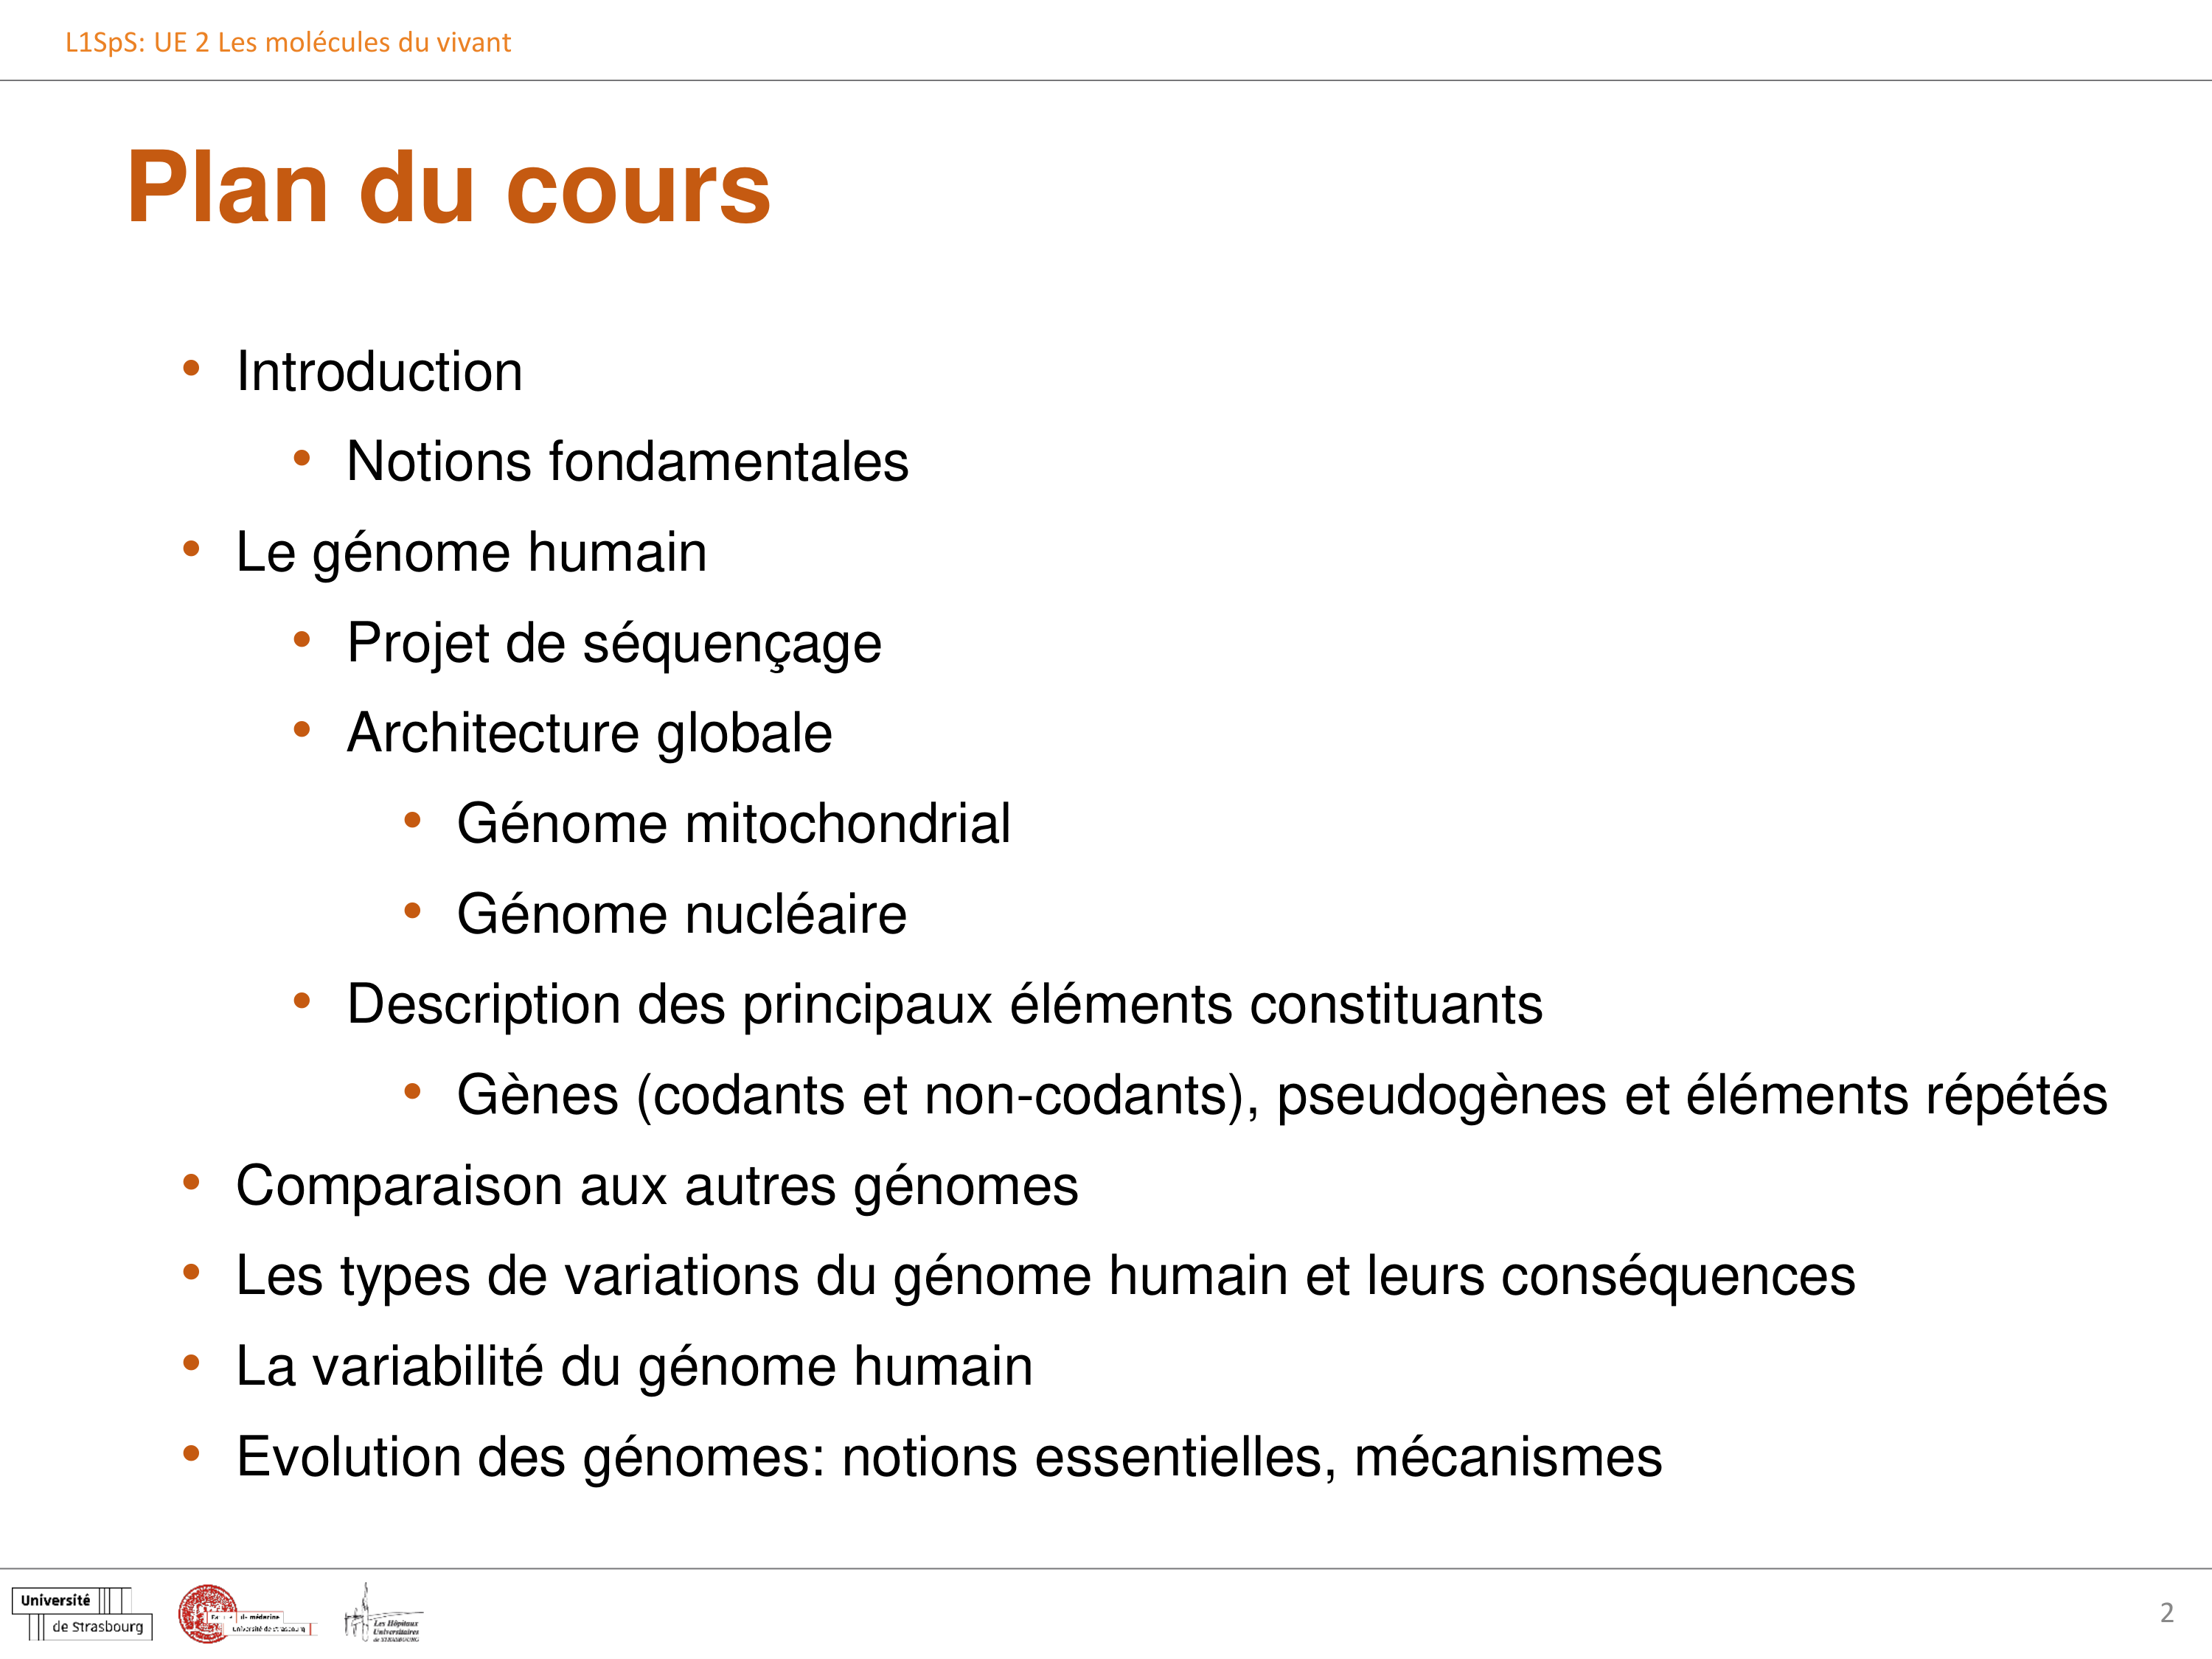 L1SpS: UE 2 Les molécules du vivant
Plan du cours
• Introduction
• Notions fondamentales
• Le génome humain
• Projet de séquençage
• Architecture globale
• Génome mitochondrial
• Génome nucléaire
• Description des principaux éléments constituants
• Gènes (codants et non-codants), pseudogènes et éléments répétés
• Comparaison aux autres génomes
• Les types de variations du génome humain et leurs conséquences
• La variabilité du génome humain
• Evolution des génomes: notions essentielles, mécanismes
Université
de Strasbourg
de médecine
Université de Strasbourg
Les Hôpitaux
Universitaires
de STRASBOURG
2